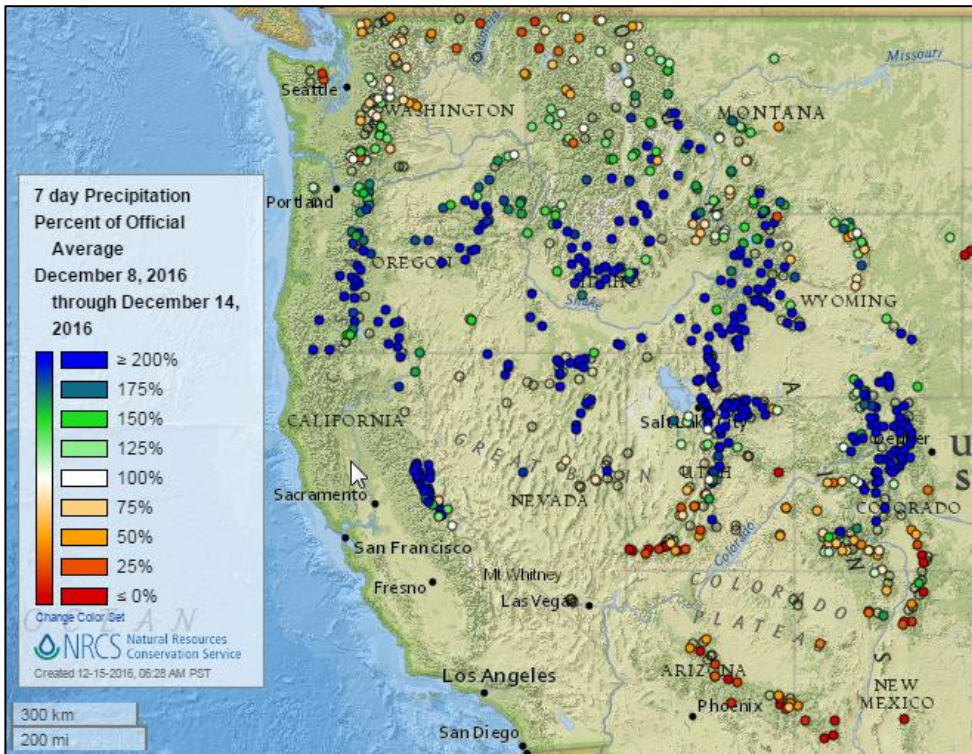 Missouri
Seattle
WASHINGTON
MONTANA
7 day Precipitation
Percent of Official
Average
December 8, 2016
through December 14,
2016
Portland
OREGON
IDAHO
Snake
WYOMING
≥ 200%
175%
150%
125%
100%
75%
50%
25%
≤ 0%
CALIFORNIA
Salt Lake City
Denver
U
S
GREAT BASIN
UTAH
NEVADA
COLORADO
Sacramento
San Francisco
Colorado
Fresno
Mt Whitney
Las Vegas
COLORADO
PLATEA
OCEAN
Change Color Set
NRCS Natural Resources
Conservation Service
Created 12-15-2016, 06:28 AM PST
Los Angeles
ARIZONA
Phoenix
NEW
MEXICO
San Diego
300 km
200 mi